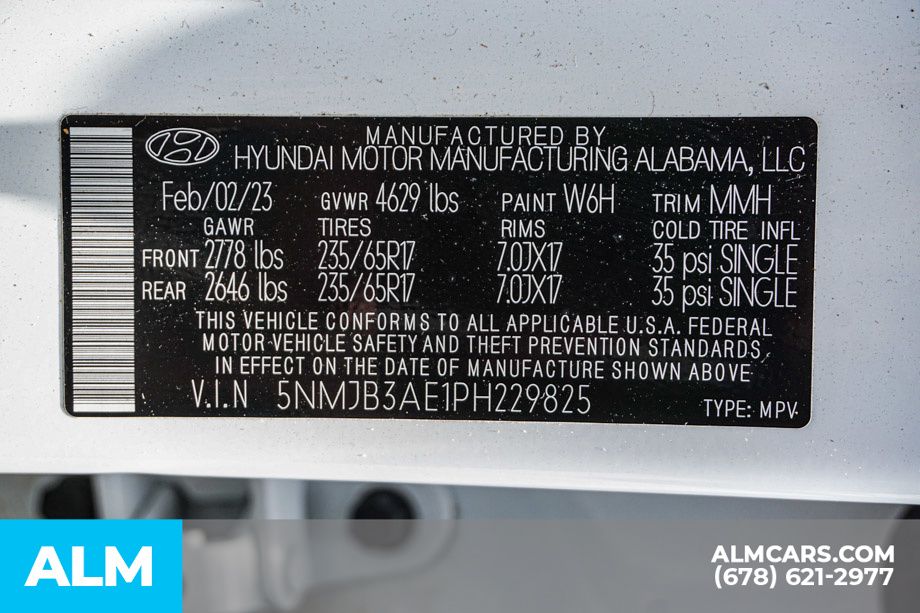 MANUFACTURED BY
HYUNDAI MOTOR MANUFACTURING ALABAMA, LLC
Feb/02/23 GVWR 4629 lbs PAINT W6H TRIM MMH
GAWR TIRES RIMS COLD TIRE INFL
FRONT 2778 lbs 235/65R17 7.0JX17 35 psi SINGLE
REAR 2646 lbs 235/65R17 7.0JX17 35 psi SINGLE
THIS VEHICLE CONFORMS TO ALL APPLICABLE U.S.A. FEDERAL
MOTOR VEHICLE SAFETY AND THEFT PREVENTION STANDARDS
IN EFFECT ON THE DATE OF MANUFACTURE SHOWN ABOVE
V.I.N 5NMJB3AE1PH229825 TYPE: MPV
ALM
ALMCARS.COM
(678) 621-2977